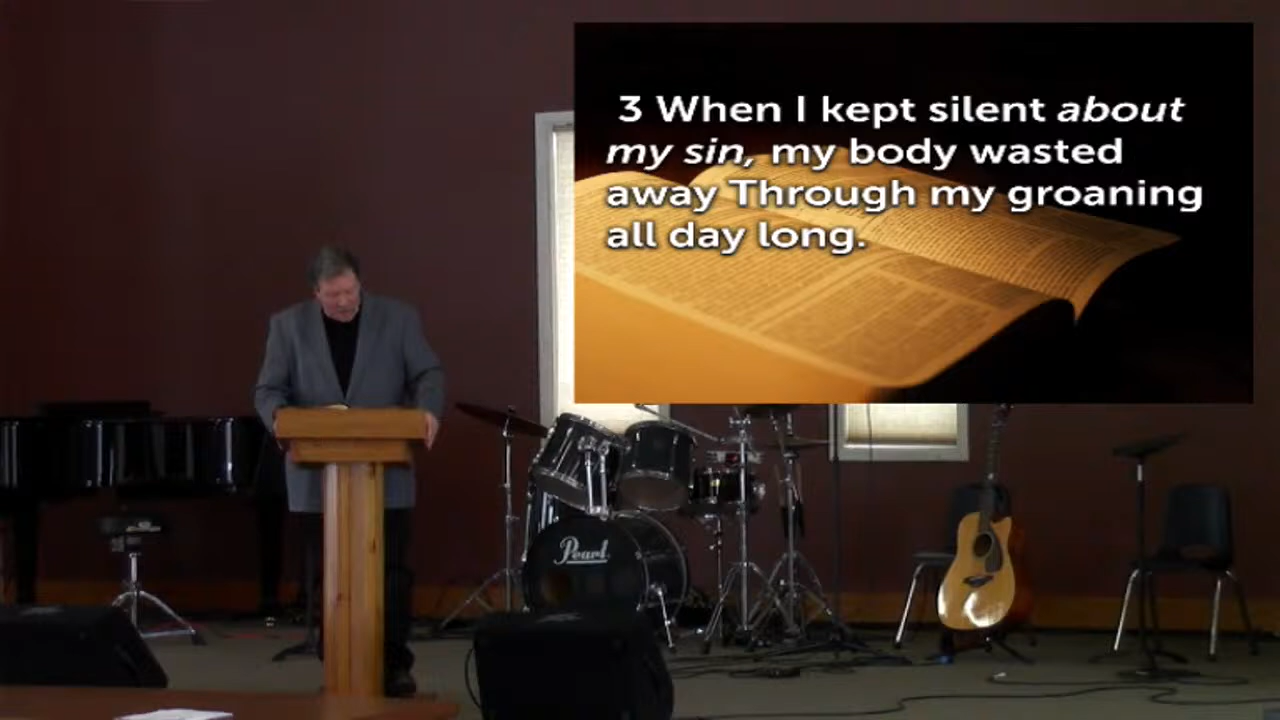 3 When I kept silent about
my sin, my body wasted
away Through my groaning
all day long.
Pearl